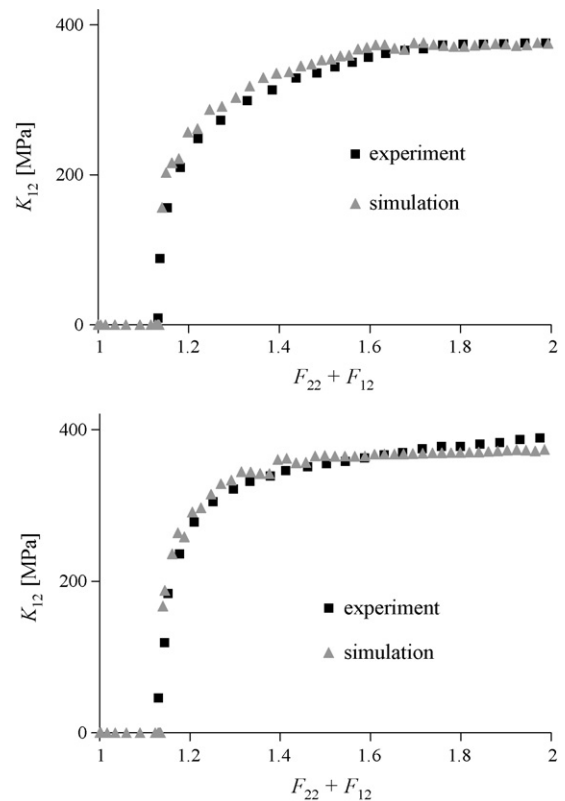 400
200
0
K12 [MPa]
experiment
simulation
1 1.2 1.4 1.6 1.8 2
F22 + F12
400
200
0
K12 [MPa]
experiment
simulation
1 1.2 1.4 1.6 1.8 2
F22 + F12